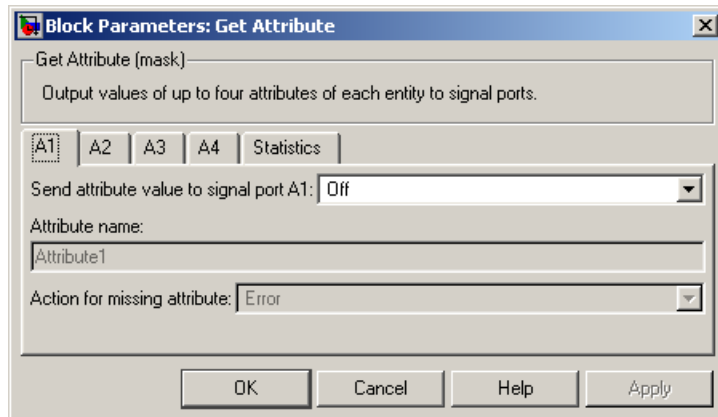 Block Parameters: Get Attribute
Get Attribute (mask)
Output values of up to four attributes of each entity to signal ports.
A1 A2 A3 A4 Statistics
Send attribute value to signal port A1: Off
Attribute name:
Attribute1
Action for missing attribute: Error
OK Cancel Help Apply